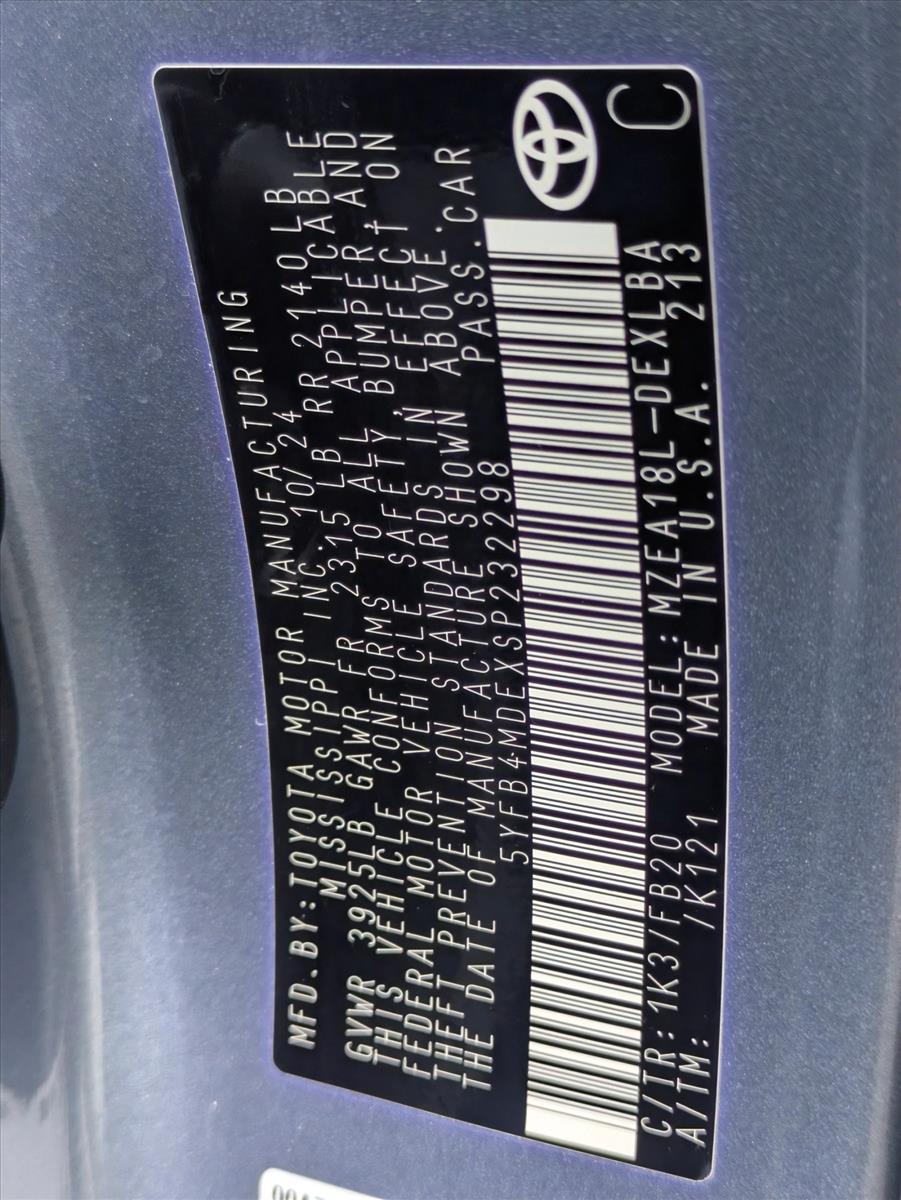 MFD.BY:TOYOTA MOTOR MANUFACTURING
MISSISSIPPI INC. 10/24
GVWR 3925LB GAWR FR 2315 LB RR 2140LB
THIS VEHICLE CONFORMS TO ALL APPLICABLE
FEDERAL MOTOR VEHICLE SAFETY, BUMPER, AND
THEFT PREVENTION STANDARDS IN EFFECT ON
THE DATE OF MANUFACTURE SHOWN ABOVE.
5YFB4MDEXSP232298 PASS.CAR
C/TR: 1K3/FB20 MODEL:MZEA18L-DEXLBA
A/TM: /K121 MADE IN U.S.A. 213
C